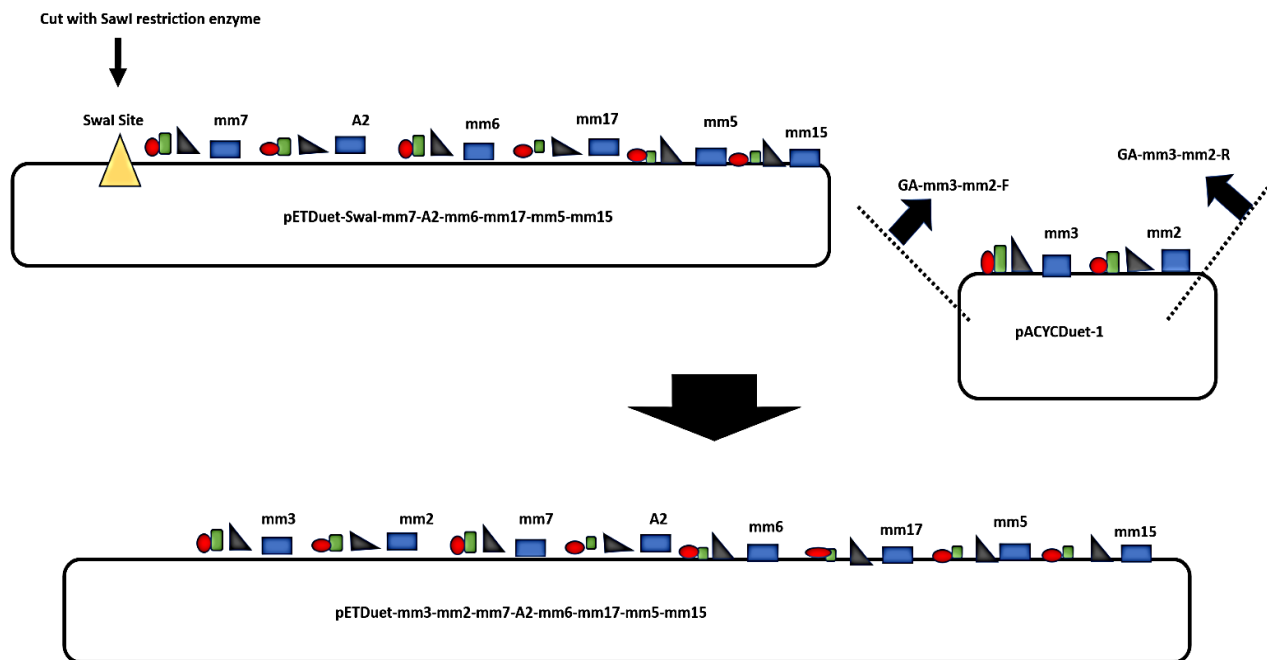 Cut with SawI restriction enzyme
SwaI Site
mm7
A2
mm6
mm17
mm5
mm15
pETDuet-SwaI-mm7-A2-mm6-mm17-mm5-mm15
GA-mm3-mm2-F
GA-mm3-mm2-R
mm3
mm2
pACYCDuet-1
mm3
mm2
mm7
A2
mm6
mm17
mm5
mm15
pETDuet-mm3-mm2-mm7-A2-mm6-mm17-mm5-mm15